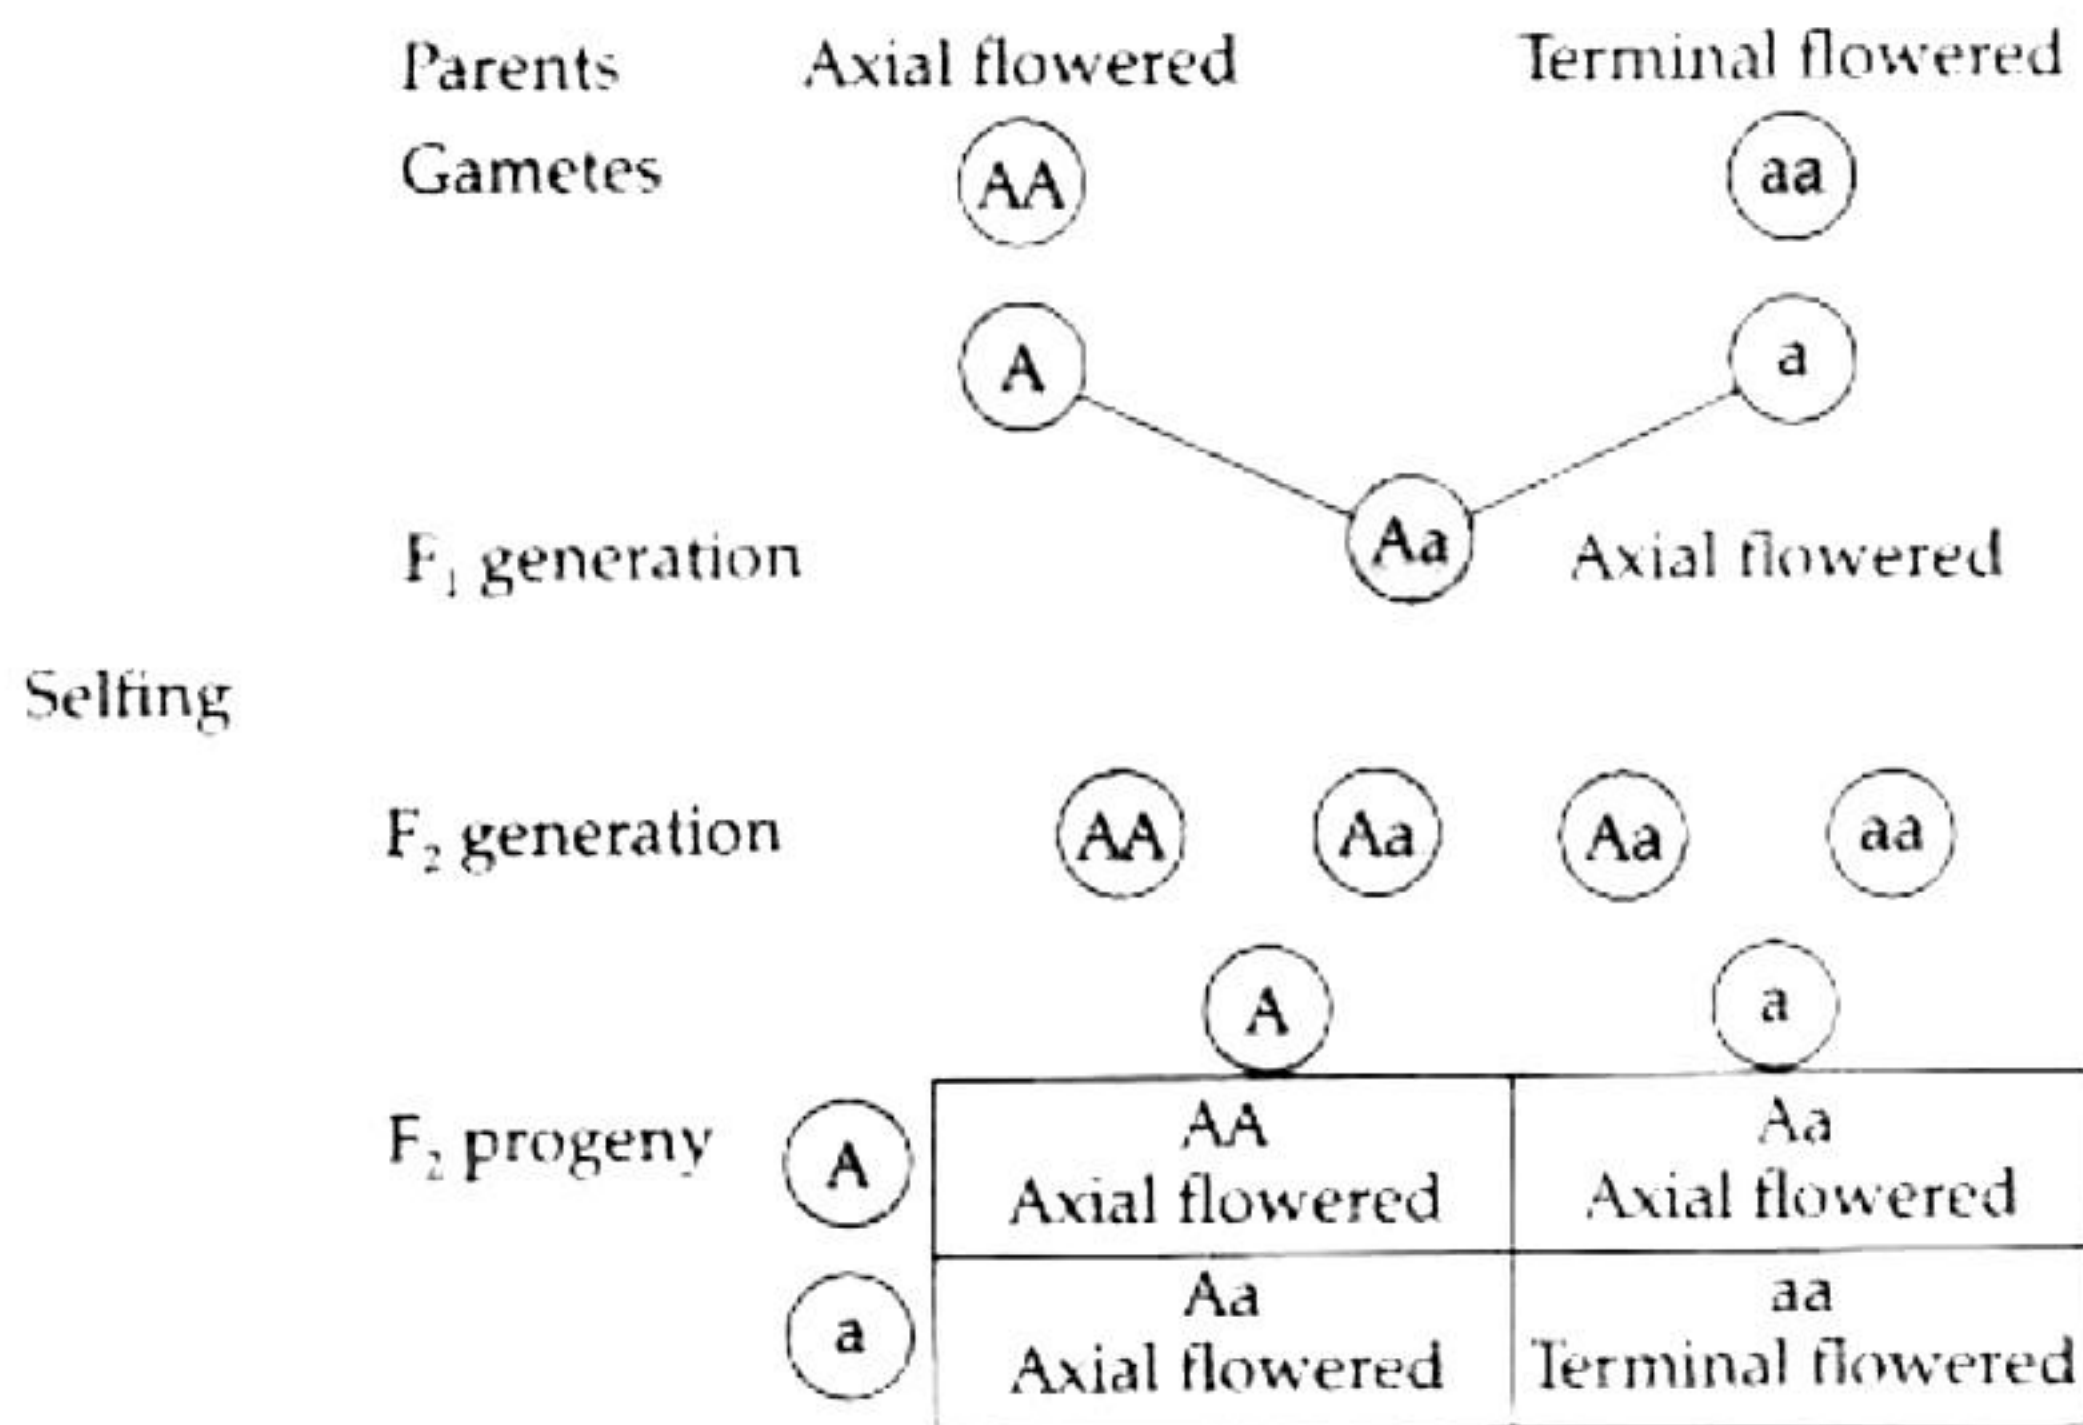 Parents Axial flowered Terminal flowered
Gametes AA aa
A a
Aa
F₁ generation Axial flowered
Selfing
F₂ generation AA Aa Aa aa
A a
F₂ progeny A AA Aa
Axial flowered Axial flowered
a Aa aa
Axial flowered Terminal flowered